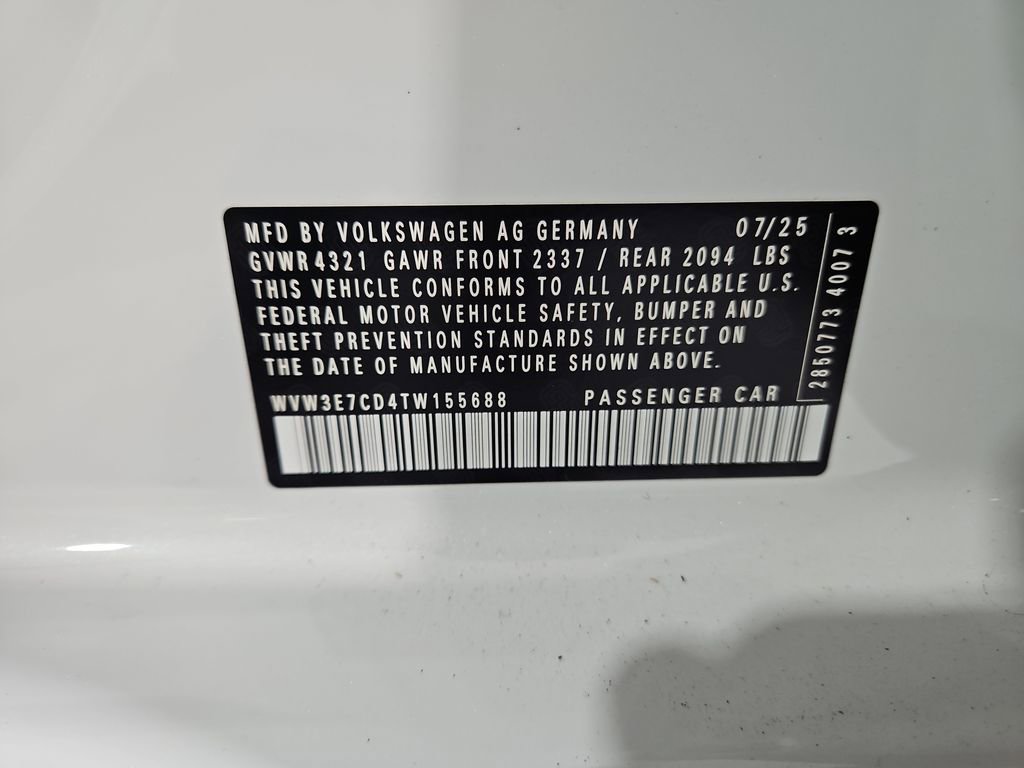 MFD BY VOLKSWAGEN AG GERMANY 07/25
GVWR 4321 GAWR FRONT 2337 / REAR 2094 LBS
THIS VEHICLE CONFORMS TO ALL APPLICABLE U.S.
FEDERAL MOTOR VEHICLE SAFETY, BUMPER AND
THEFT PREVENTION STANDARDS IN EFFECT ON
THE DATE OF MANUFACTURE SHOWN ABOVE.
WVW3E7CD4TW155688 PASSENGER CAR
2850773 4007 3